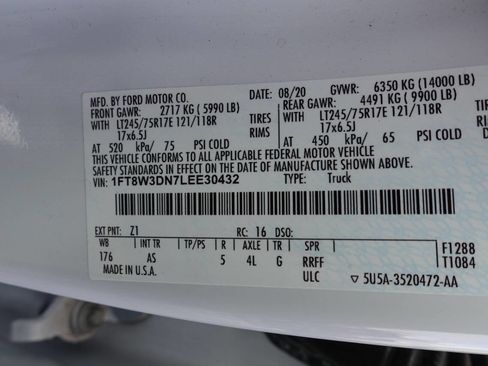 MFD. BY FORD MOTOR CO. DATE: 08/20 GVWR: 6350 KG (14000 LB)
FRONT GAWR: 2717 KG (5990 LB) REAR GAWR: 4491 KG (9900 LB)
WITH LT245/75R17E 121/118R TIRES WITH LT245/75R17E 121/118R TIRES
17x6.5J RIMS 17x6.5J RIMS
AT 520 kPa/ 75 PSI COLD AT 450 kPa/ 65 PSI COLD
THIS VEHICLE CONFORMS TO ALL APPLICABLE FEDERAL MOTOR VEHICLE
SAFETY STANDARDS IN EFFECT ON THE DATE OF MANUFACTURE SHOWN ABOVE.
VIN: 1FT8W3DN7LEE30432 TYPE: Truck
EXT PNT: Z1 RC: 16 DSO:
WB INT TR TP/PS R AXLE TR SPR F1288
176 AS 5 4L G RRFF T1084
MADE IN U.S.A. ULC ▽ 5U5A-3520472-AA